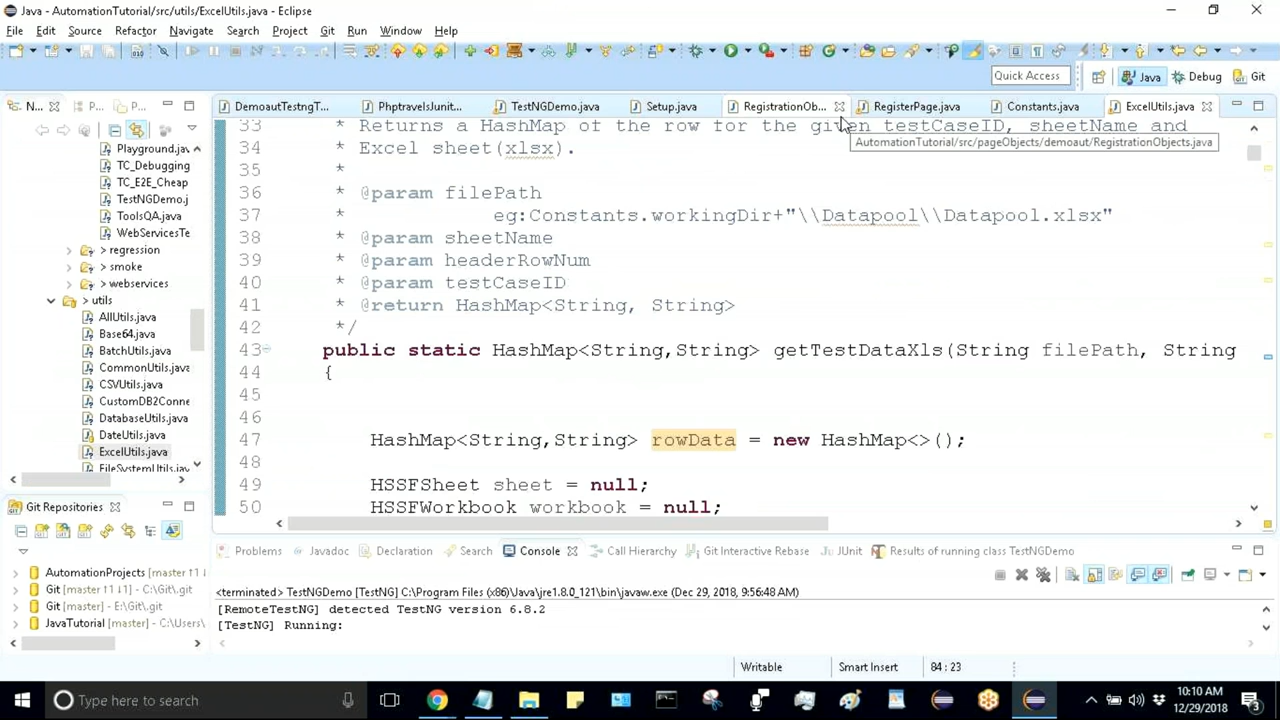 Java - AutomationTutorial/src/utils/ExcelUtils.java - Eclipse
File Edit Source Refactor Navigate Search Project Git Run Window Help
Quick Access Java Debug Git
N... P... P... DemoautTestngT... PhptravelsJunit... TestNGDemo.java Setup.java RegistrationOb... RegisterPage.java Constants.java ExcelUtils.java
AutomationTutorial/src/pageObjects/demoaut/RegistrationObjects.java
Playground.jav
TC_Debugging
TC_E2E_Cheap
TestNGDemo.j
ToolsQA.java
WebServicesTe
> regression
> smoke
> webservices
> utils
AllUtils.java
Base64.java
BatchUtils.java
CommonUtils.java
CSVUtils.java
CustomDB2Conne
DatabaseUtils.java
DateUtils.java
ExcelUtils.java
FileSystemUtils.java
33 * Returns a HashMap of the row for the given testCaseID, sheetName and
34 * Excel sheet(xlsx).
35 *
36 * @param filePath
37 * eg:Constants.workingDir+"\\Datapool\\Datapool.xlsx"
38 * @param sheetName
39 * @param headerRowNum
40 * @param testCaseID
41 * @return HashMap<String, String>
42 */
43 public static HashMap<String,String> getTestDataXls(String filePath, String
44 {
45
46
47 HashMap<String,String> rowData = new HashMap<>();
48
49 HSSFSheet sheet = null;
50 HSSFWorkbook workbook = null;
Git Repositories
AutomationProjects [master ↑1 ↓1]
Git [master ↑1 ↓1] - C:\Git\.git
Git [master] - E:\Git\.git
JavaTutorial [master] - C:\Users\
Problems Javadoc Declaration Search Console Call Hierarchy Git Interactive Rebase JUnit Results of running class TestNGDemo
<terminated> TestNGDemo [TestNG] C:\Program Files (x86)\Java\jre1.8.0_121\bin\javaw.exe (Dec 29, 2018, 9:56:48 AM)
[RemoteTestNG] detected TestNG version 6.8.2
[TestNG] Running:
Writable Smart Insert 84 : 23
Type here to search
10:10 AM
12/29/2018
3